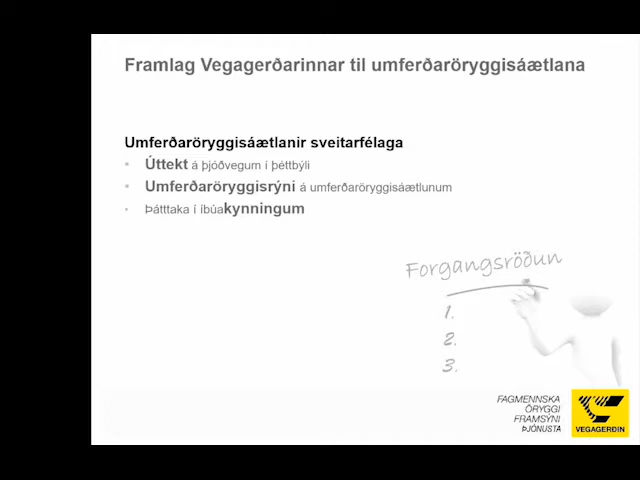 Framlag Vegagerðarinnar til umferðaröryggisáætlana
Umferðaröryggisáætlanir sveitarfélaga
• Úttekt á þjóðvegum í þéttbýli
• Umferðaröryggisrýni á umferðaröryggisáætlunum
• Þátttaka í íbúakynningum
Forgangsröðun
1.
2.
3.
FAGMENNSKA
ÖRYGGI
FRAMSÝNI
ÞJÓNUSTA
VEGAGERÐIN